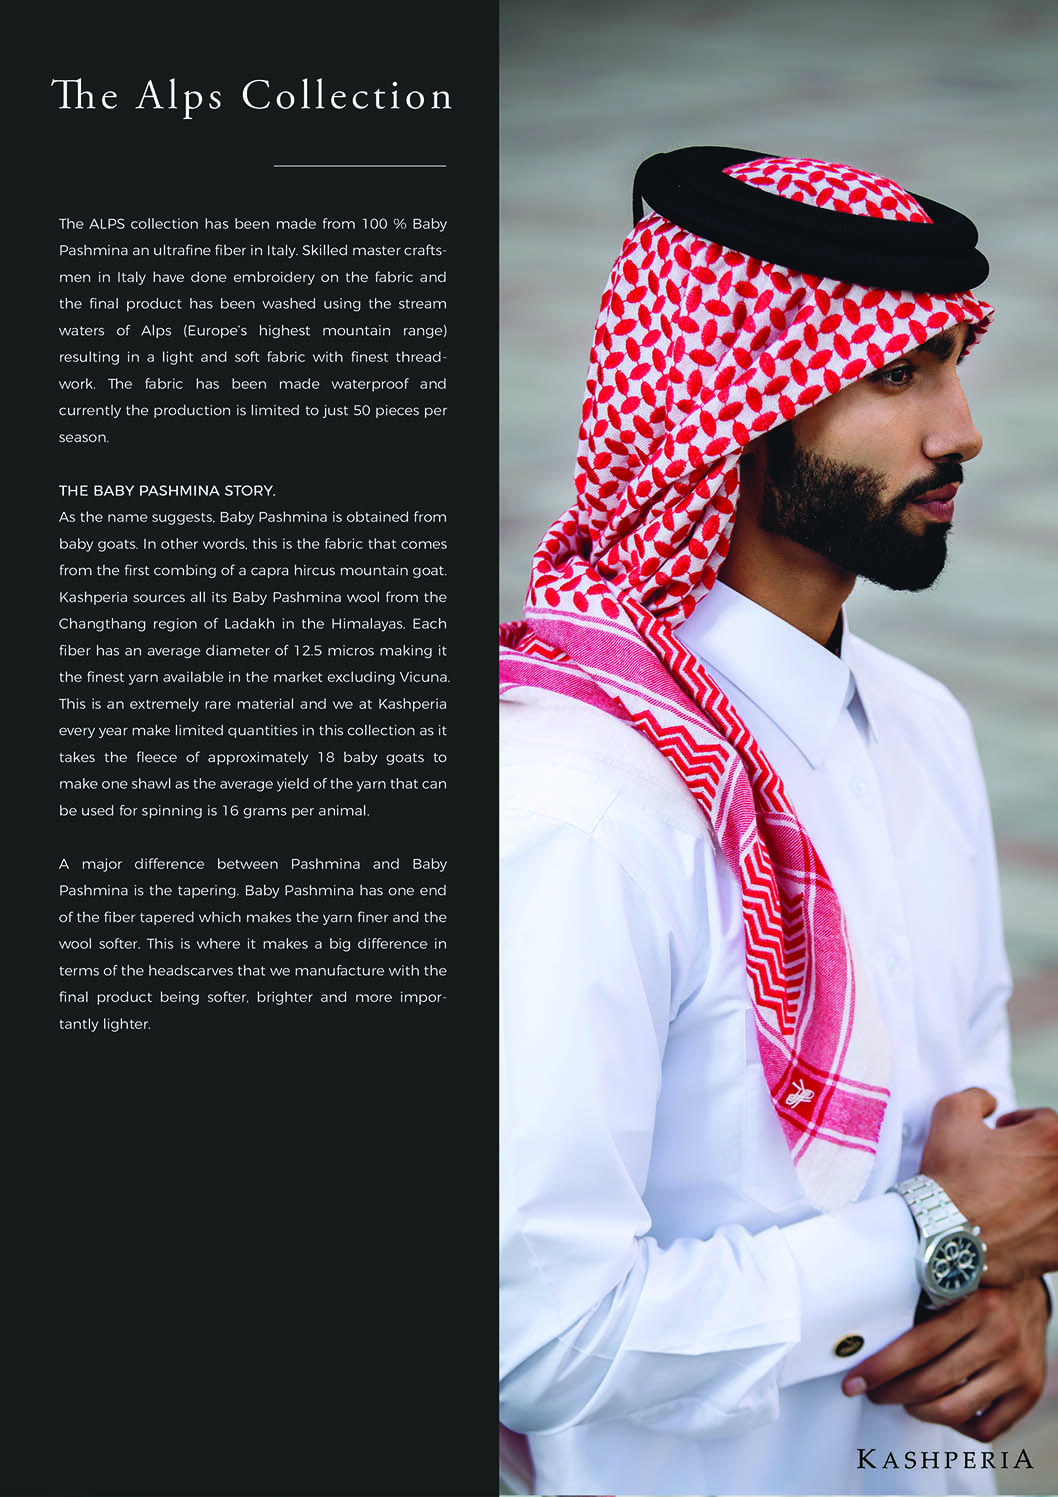 The Alps Collection
The ALPS collection has been made from 100 % Baby
Pashmina an ultrafine fiber in Italy. Skilled master crafts-
men in Italy have done embroidery on the fabric and
the final product has been washed using the stream
waters of Alps (Europe's highest mountain range)
resulting in a light and soft fabric with finest thread-
work. The fabric has been made waterproof and
currently the production is limited to just 50 pieces per
season.
THE BABY PASHMINA STORY.
As the name suggests, Baby Pashmina is obtained from
baby goats. In other words, this is the fabric that comes
from the first combing of a capra hircus mountain goat.
Kashperia sources all its Baby Pashmina wool from the
Changthang region of Ladakh in the Himalayas. Each
fiber has an average diameter of 12.5 micros making it
the finest yarn available in the market excluding Vicuna.
This is an extremely rare material and we at Kashperia
every year make limited quantities in this collection as it
takes the fleece of approximately 18 baby goats to
make one shawl as the average yield of the yarn that can
be used for spinning is 16 grams per animal.
A major difference between Pashmina and Baby
Pashmina is the tapering. Baby Pashmina has one end
of the fiber tapered which makes the yarn finer and the
wool softer. This is where it makes a big difference in
terms of the headscarves that we manufacture with the
final product being softer, brighter and more impor-
tantly lighter.
KASHPERIA